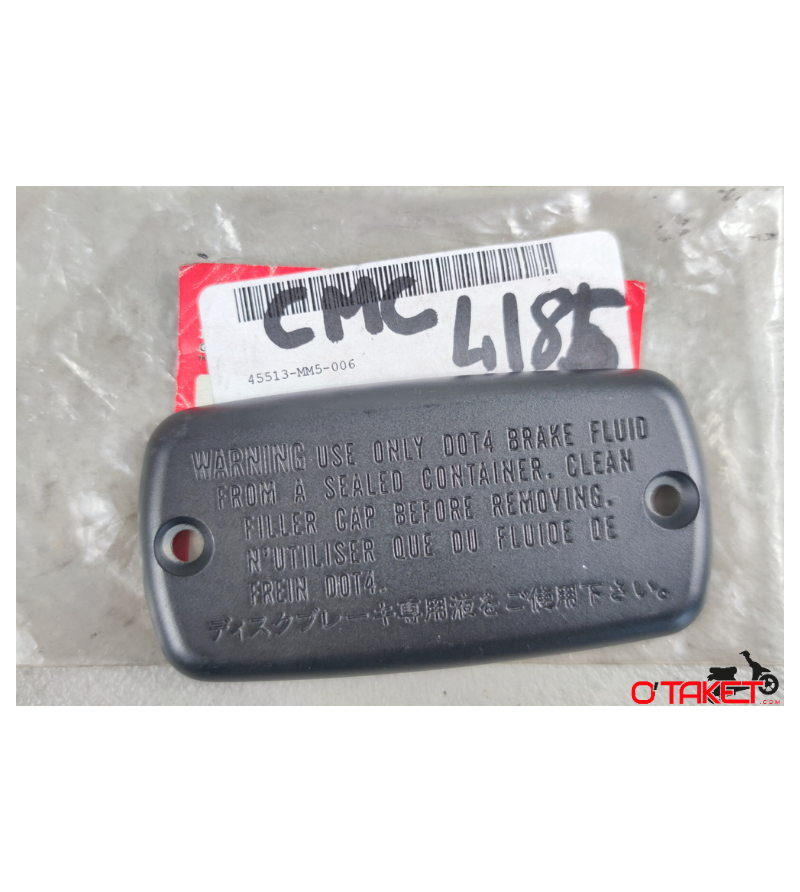 CMC
4185
45513-MM5-006
WARNING USE ONLY DOT4 BRAKE FLUID
FROM A SEALED CONTAINER. CLEAN
FILLER CAP BEFORE REMOVING.
N'UTILISER QUE DU FLUIDE DE
FREIN DOT4.
ディスクブレーキ専用液をご使用下さい。
O'TAKET.COM